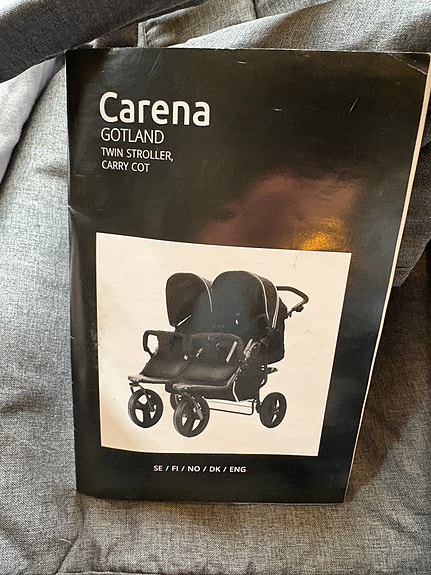 Carena
GOTLAND
TWIN STROLLER,
CARRY COT
SE / FI / NO / DK / ENG